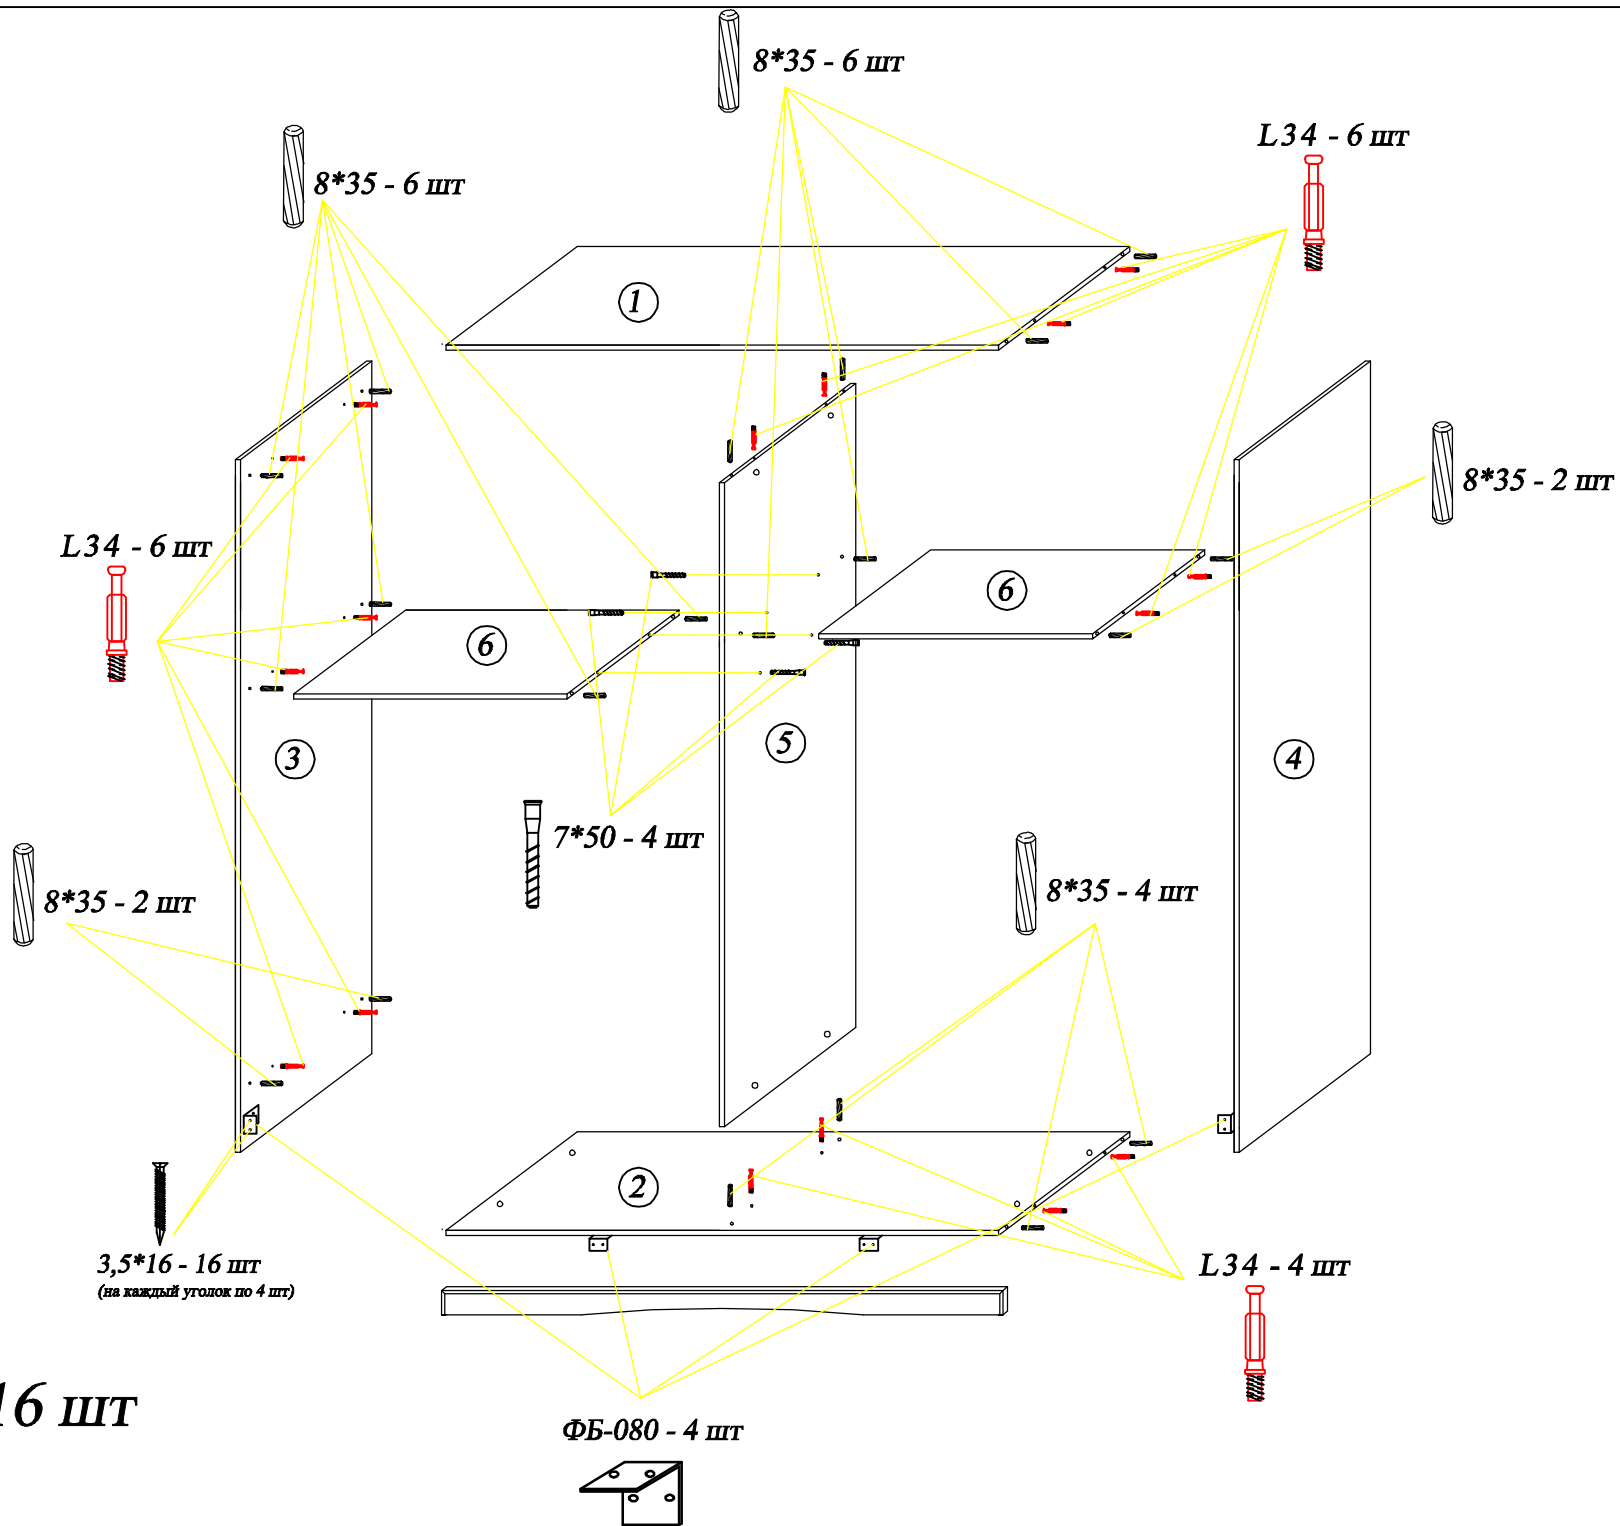 8*35 - 6 шт
L34 - 6 шт
8*35 - 6 шт
1
8*35 - 2 шт
L34 - 6 шт
6
6
3
5
4
7*50 - 4 шт
8*35 - 4 шт
8*35 - 2 шт
2
3,5*16 - 16 шт
(на каждый уголок по 4 шт)
L34 - 4 шт
16 шт
ФБ-080 - 4 шт